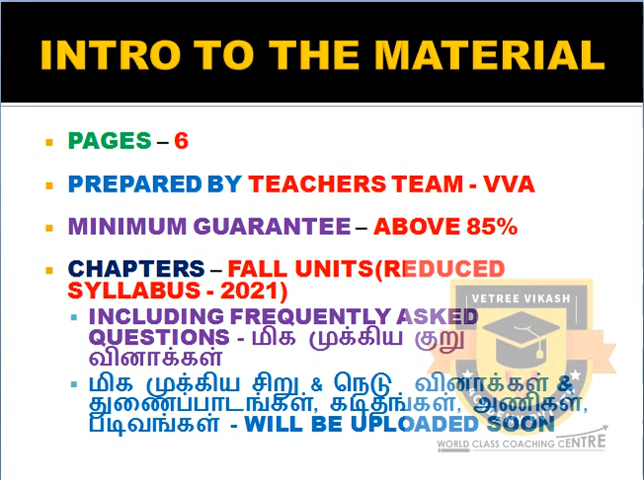 INTRO TO THE MATERIAL
PAGES – 6
PREPARED BY TEACHERS TEAM - VVA
MINIMUM GUARANTEE – ABOVE 85%
CHAPTERS – FALL UNITS(REDUCED
SYLLABUS - 2021)
INCLUDING FREQUENTLY ASKED
QUESTIONS - மிக முக்கிய குறு
வினாக்கள்
மிக முக்கிய சிறு & நெடு வினாக்கள் &
துணைப்பாடங்கள், கடிதங்கள், அணிகள்,
படிவங்கள் - WILL BE UPLOADED SOON
VETREE VIKASH
WORLD CLASS COACHING CENTRE